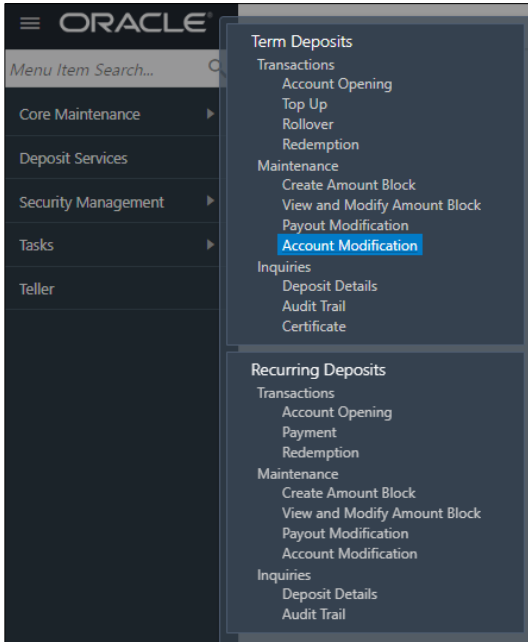 ORACLE
Menu Item Search...
Core Maintenance
Deposit Services
Security Management
Tasks
Teller
Term Deposits
Transactions
Account Opening
Top Up
Rollover
Redemption
Maintenance
Create Amount Block
View and Modify Amount Block
Payout Modification
Account Modification
Inquiries
Deposit Details
Audit Trail
Certificate
Recurring Deposits
Transactions
Account Opening
Payment
Redemption
Maintenance
Create Amount Block
View and Modify Amount Block
Payout Modification
Account Modification
Inquiries
Deposit Details
Audit Trail